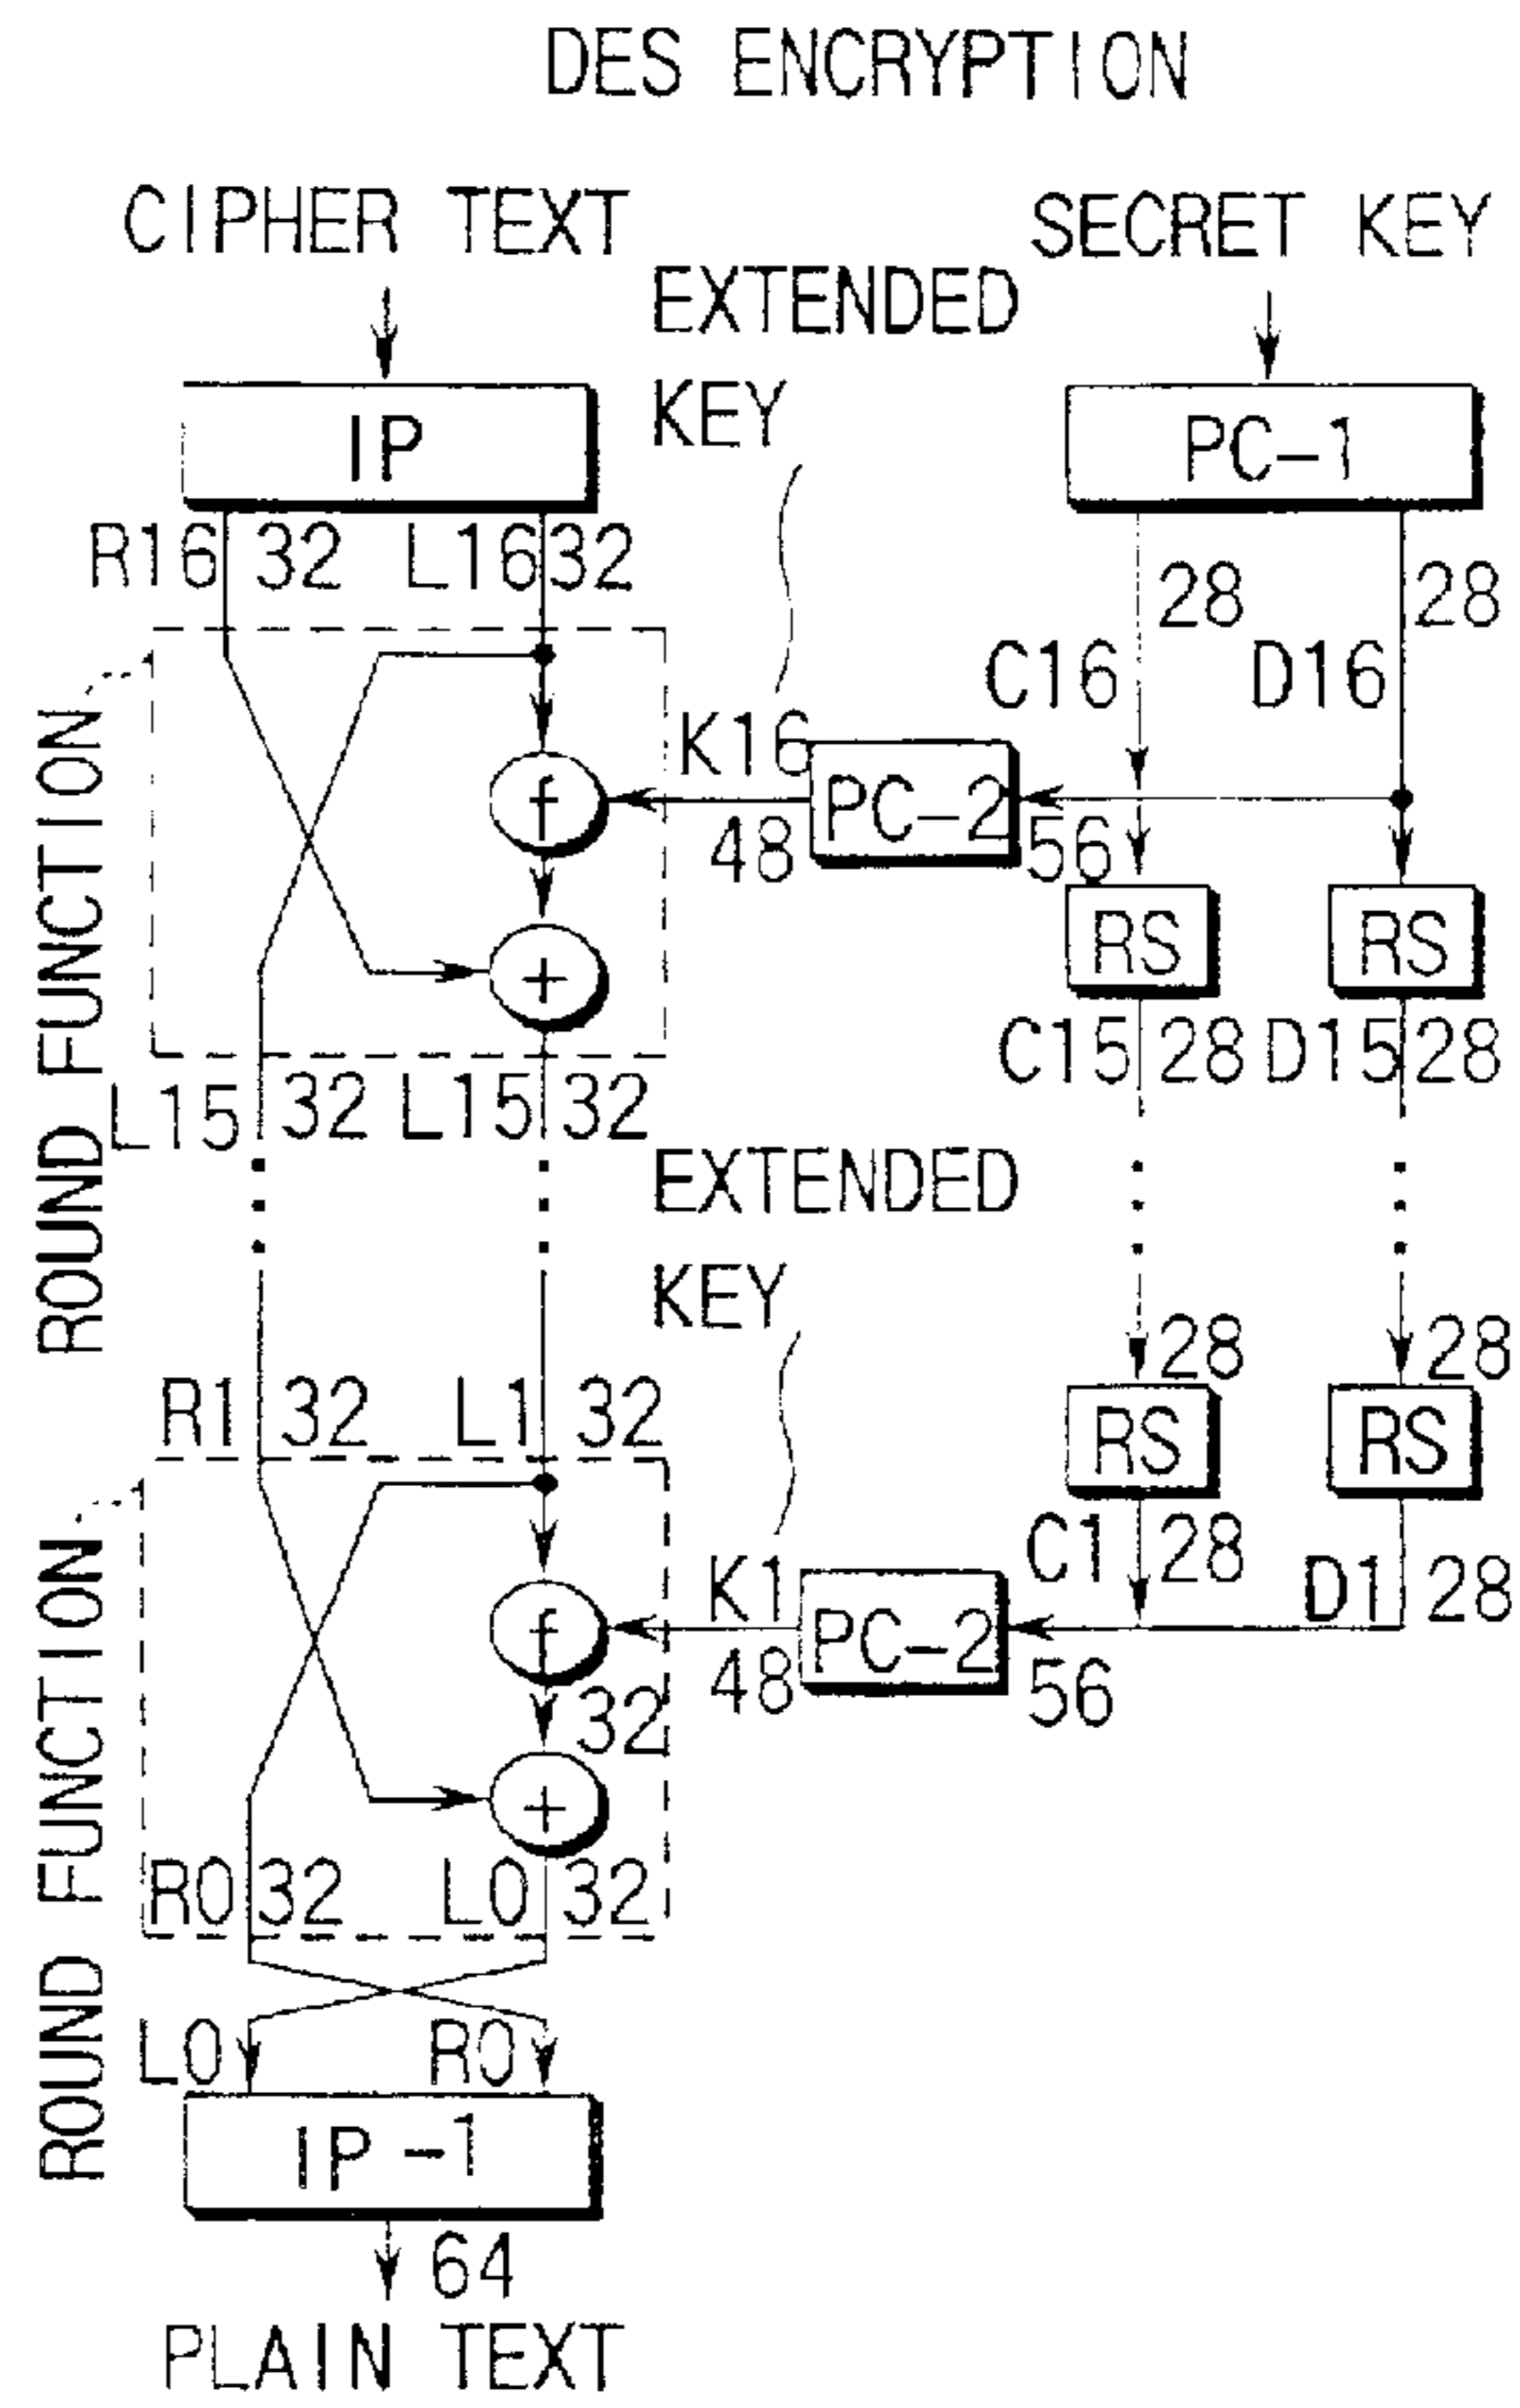 DES ENCRYPTION
CIPHER TEXT
SECRET KEY
EXTENDED
KEY
IP
PC-1
R16 32 L16 32
28 28
C16 D16
ROUND FUNCTION
K16
f
PC-2
48 56
RS RS
+
C15 28 D15 28
L15 32 L15 32
EXTENDED
KEY
28 28
R1 32 L1 32
RS RS
ROUND FUNCTION
C1 28 D1 28
K1
f
PC-2
48 56
32
+
R0 32 L0 32
L0 R0
IP-1
64
PLAIN TEXT